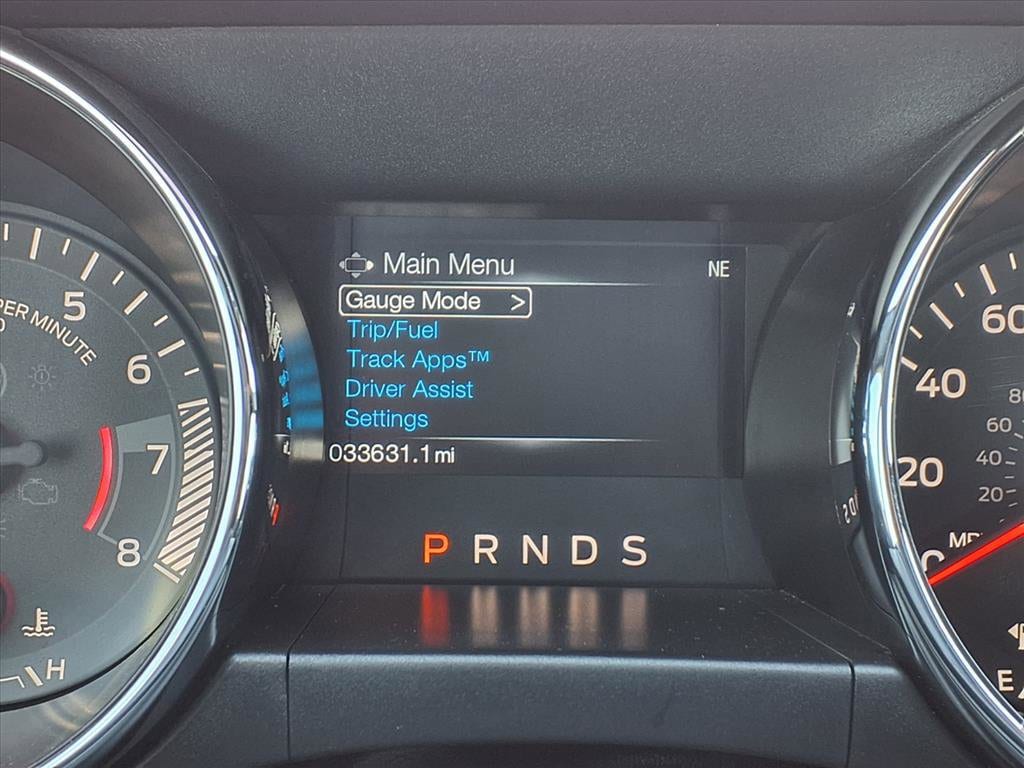 Main Menu
NE
Gauge Mode >
Trip/Fuel
Track Apps™
Driver Assist
Settings
033631.1 mi
P R N D S
PER MINUTE
5
6
7
8
H
60
40
20
80
60
40
20
E